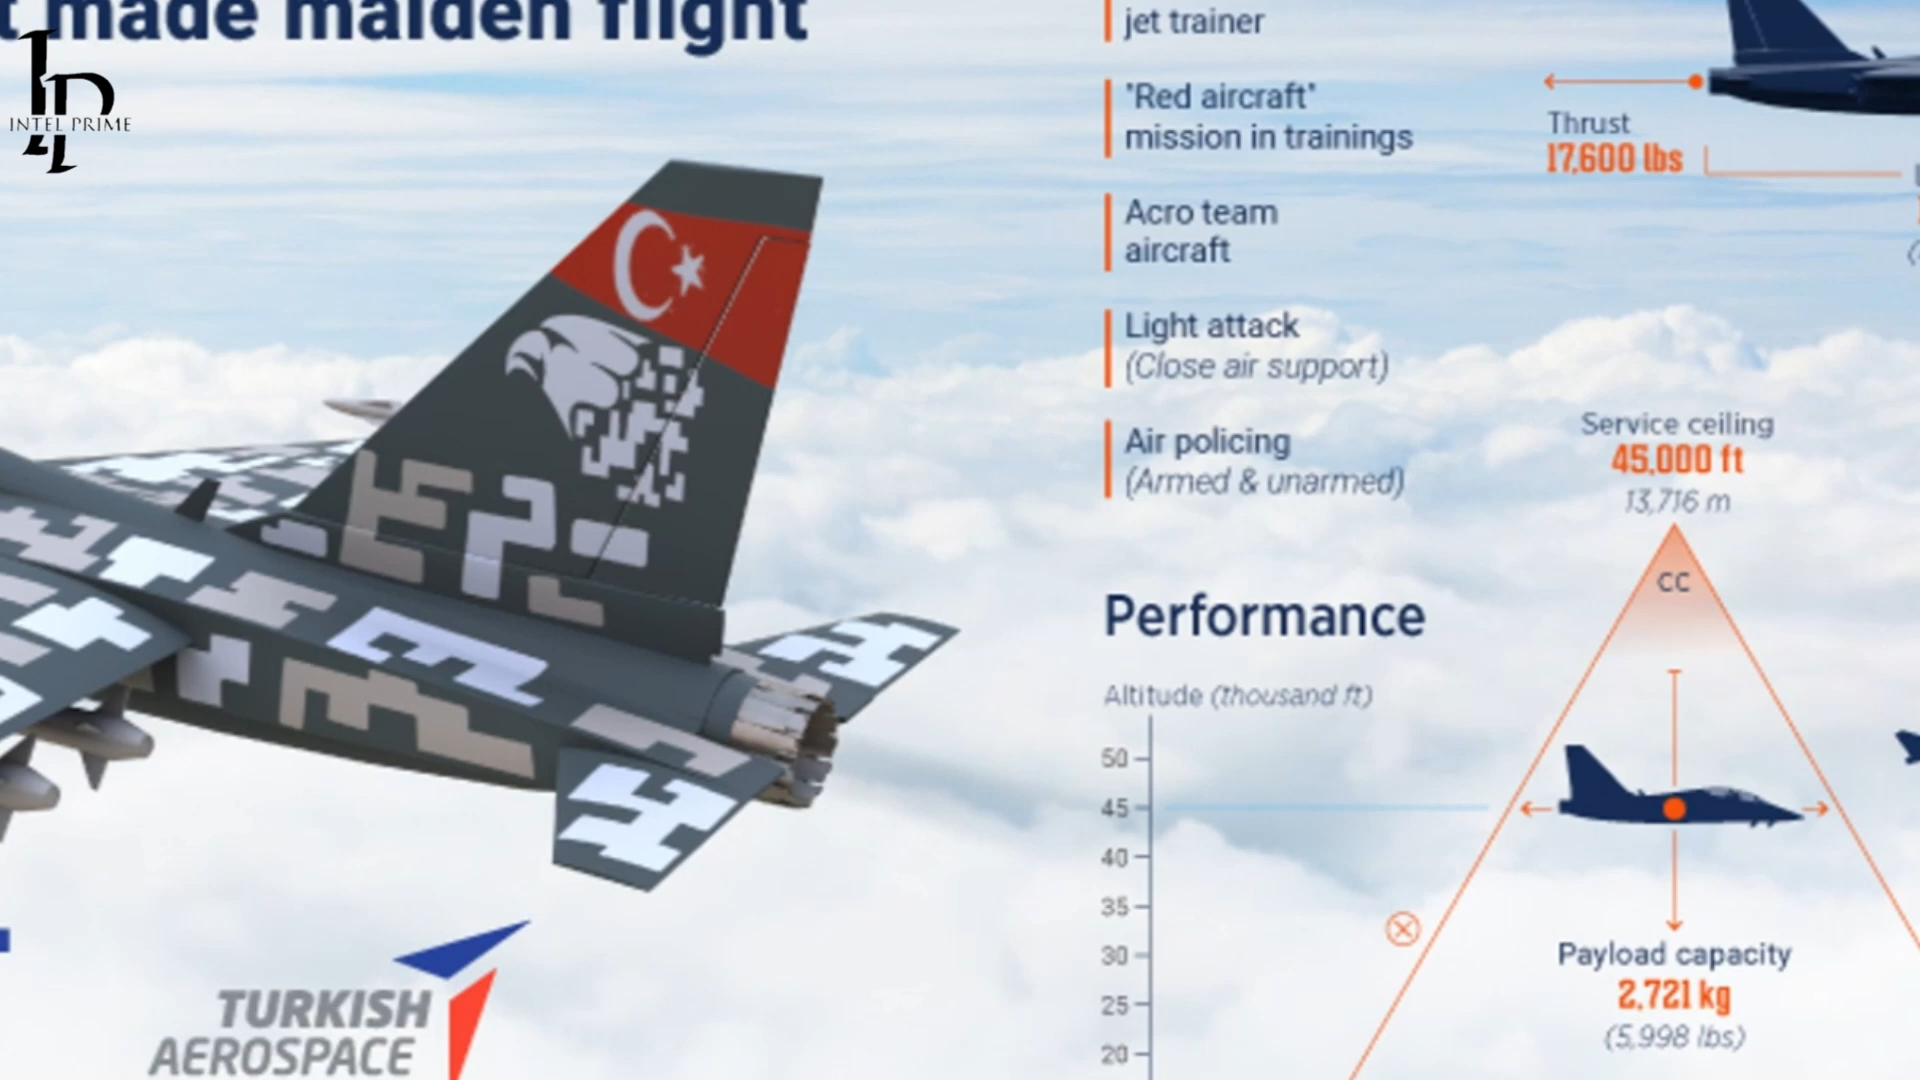 made maiden flight
INTEL PRIME
jet trainer
"Red aircraft"
mission in trainings
Acro team
aircraft
Light attack
(Close air support)
Air policing
(Armed & unarmed)
Thrust
17,600 lbs
Service ceiling
45,000 ft
13,716 m
CC
Performance
Altitude (thousand ft)
50
45
40
35
30
25
20
Payload capacity
2,721 kg
(5,998 lbs)
TURKISH
AEROSPACE